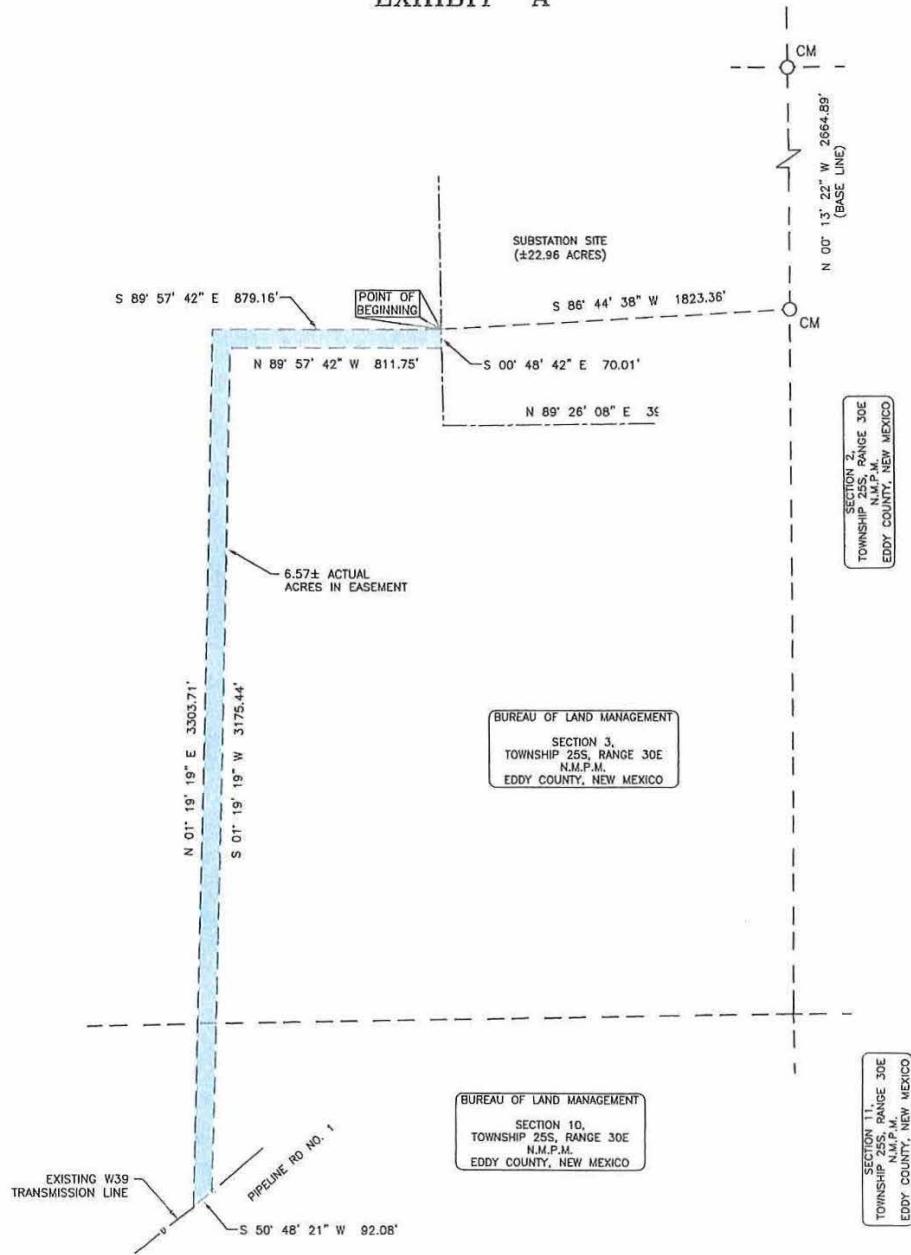 CM
N 00° 13' 22" W 2664.89'
(BASE LINE)
SUBSTATION SITE
(±22.96 ACRES)
S 89° 57' 42" E 879.16'
POINT OF
BEGINNING
S 86° 44' 38" W 1823.36'
CM
N 89° 57' 42" W 811.75'
S 00° 48' 42" E 70.01'
N 89° 26' 08" E
SECTION 2,
TOWNSHIP 25S, RANGE 30E
N.M.P.M.
EDDY COUNTY, NEW MEXICO
6.57± ACTUAL
ACRES IN EASEMENT
N 01° 19' 19" E 3303.71'
S 01° 19' 19" W 3175.44'
BUREAU OF LAND MANAGEMENT
SECTION 3,
TOWNSHIP 25S, RANGE 30E
N.M.P.M.
EDDY COUNTY, NEW MEXICO
BUREAU OF LAND MANAGEMENT
SECTION 10,
TOWNSHIP 25S, RANGE 30E
N.M.P.M.
EDDY COUNTY, NEW MEXICO
SECTION 11,
TOWNSHIP 25S, RANGE 30E
N.M.P.M.
EDDY COUNTY, NEW MEXICO
PIPELINE RD NO. 1
EXISTING W39
TRANSMISSION LINE
S 50° 48' 21" W 92.08'